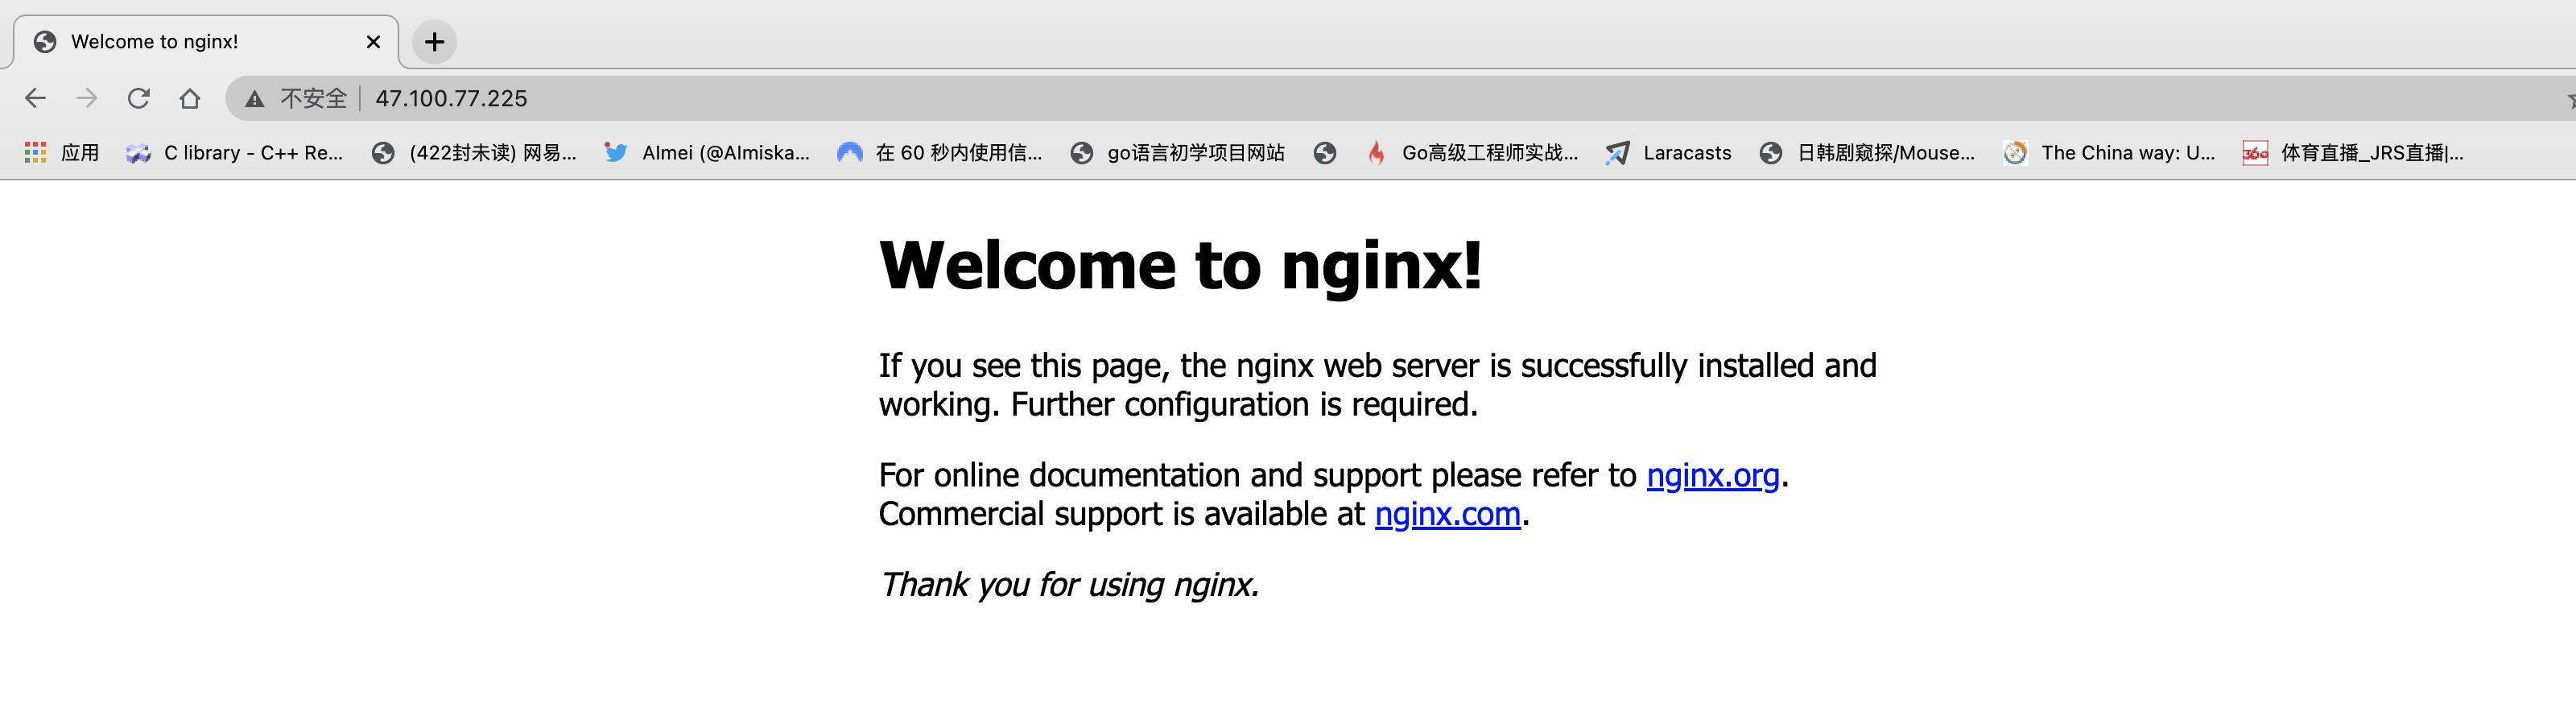 Welcome to nginx!
不安全 47.100.77.225
应用 C library - C++ Re... (422封未读) 网易... Almei (@Almiska... 在 60 秒内使用信... go语言初学项目网站 Go高级工程师实战... Laracasts 日韩剧窥探/Mouse... The China way: U... 360 体育直播_JRS直播|...
Welcome to nginx!
If you see this page, the nginx web server is successfully installed and
working. Further configuration is required.
For online documentation and support please refer to nginx.org.
Commercial support is available at nginx.com.
Thank you for using nginx.